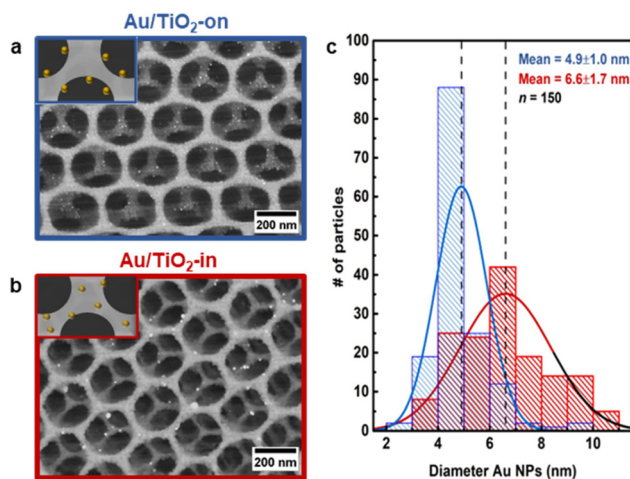 Au/TiO₂-on
a
200 nm
Au/TiO₂-in
b
200 nm
c
100
90
80
70
60
50
40
30
20
10
0
# of particles
Mean = 4.9±1.0 nm
Mean = 6.6±1.7 nm
n = 150
2 4 6 8 10
Diameter Au NPs (nm)